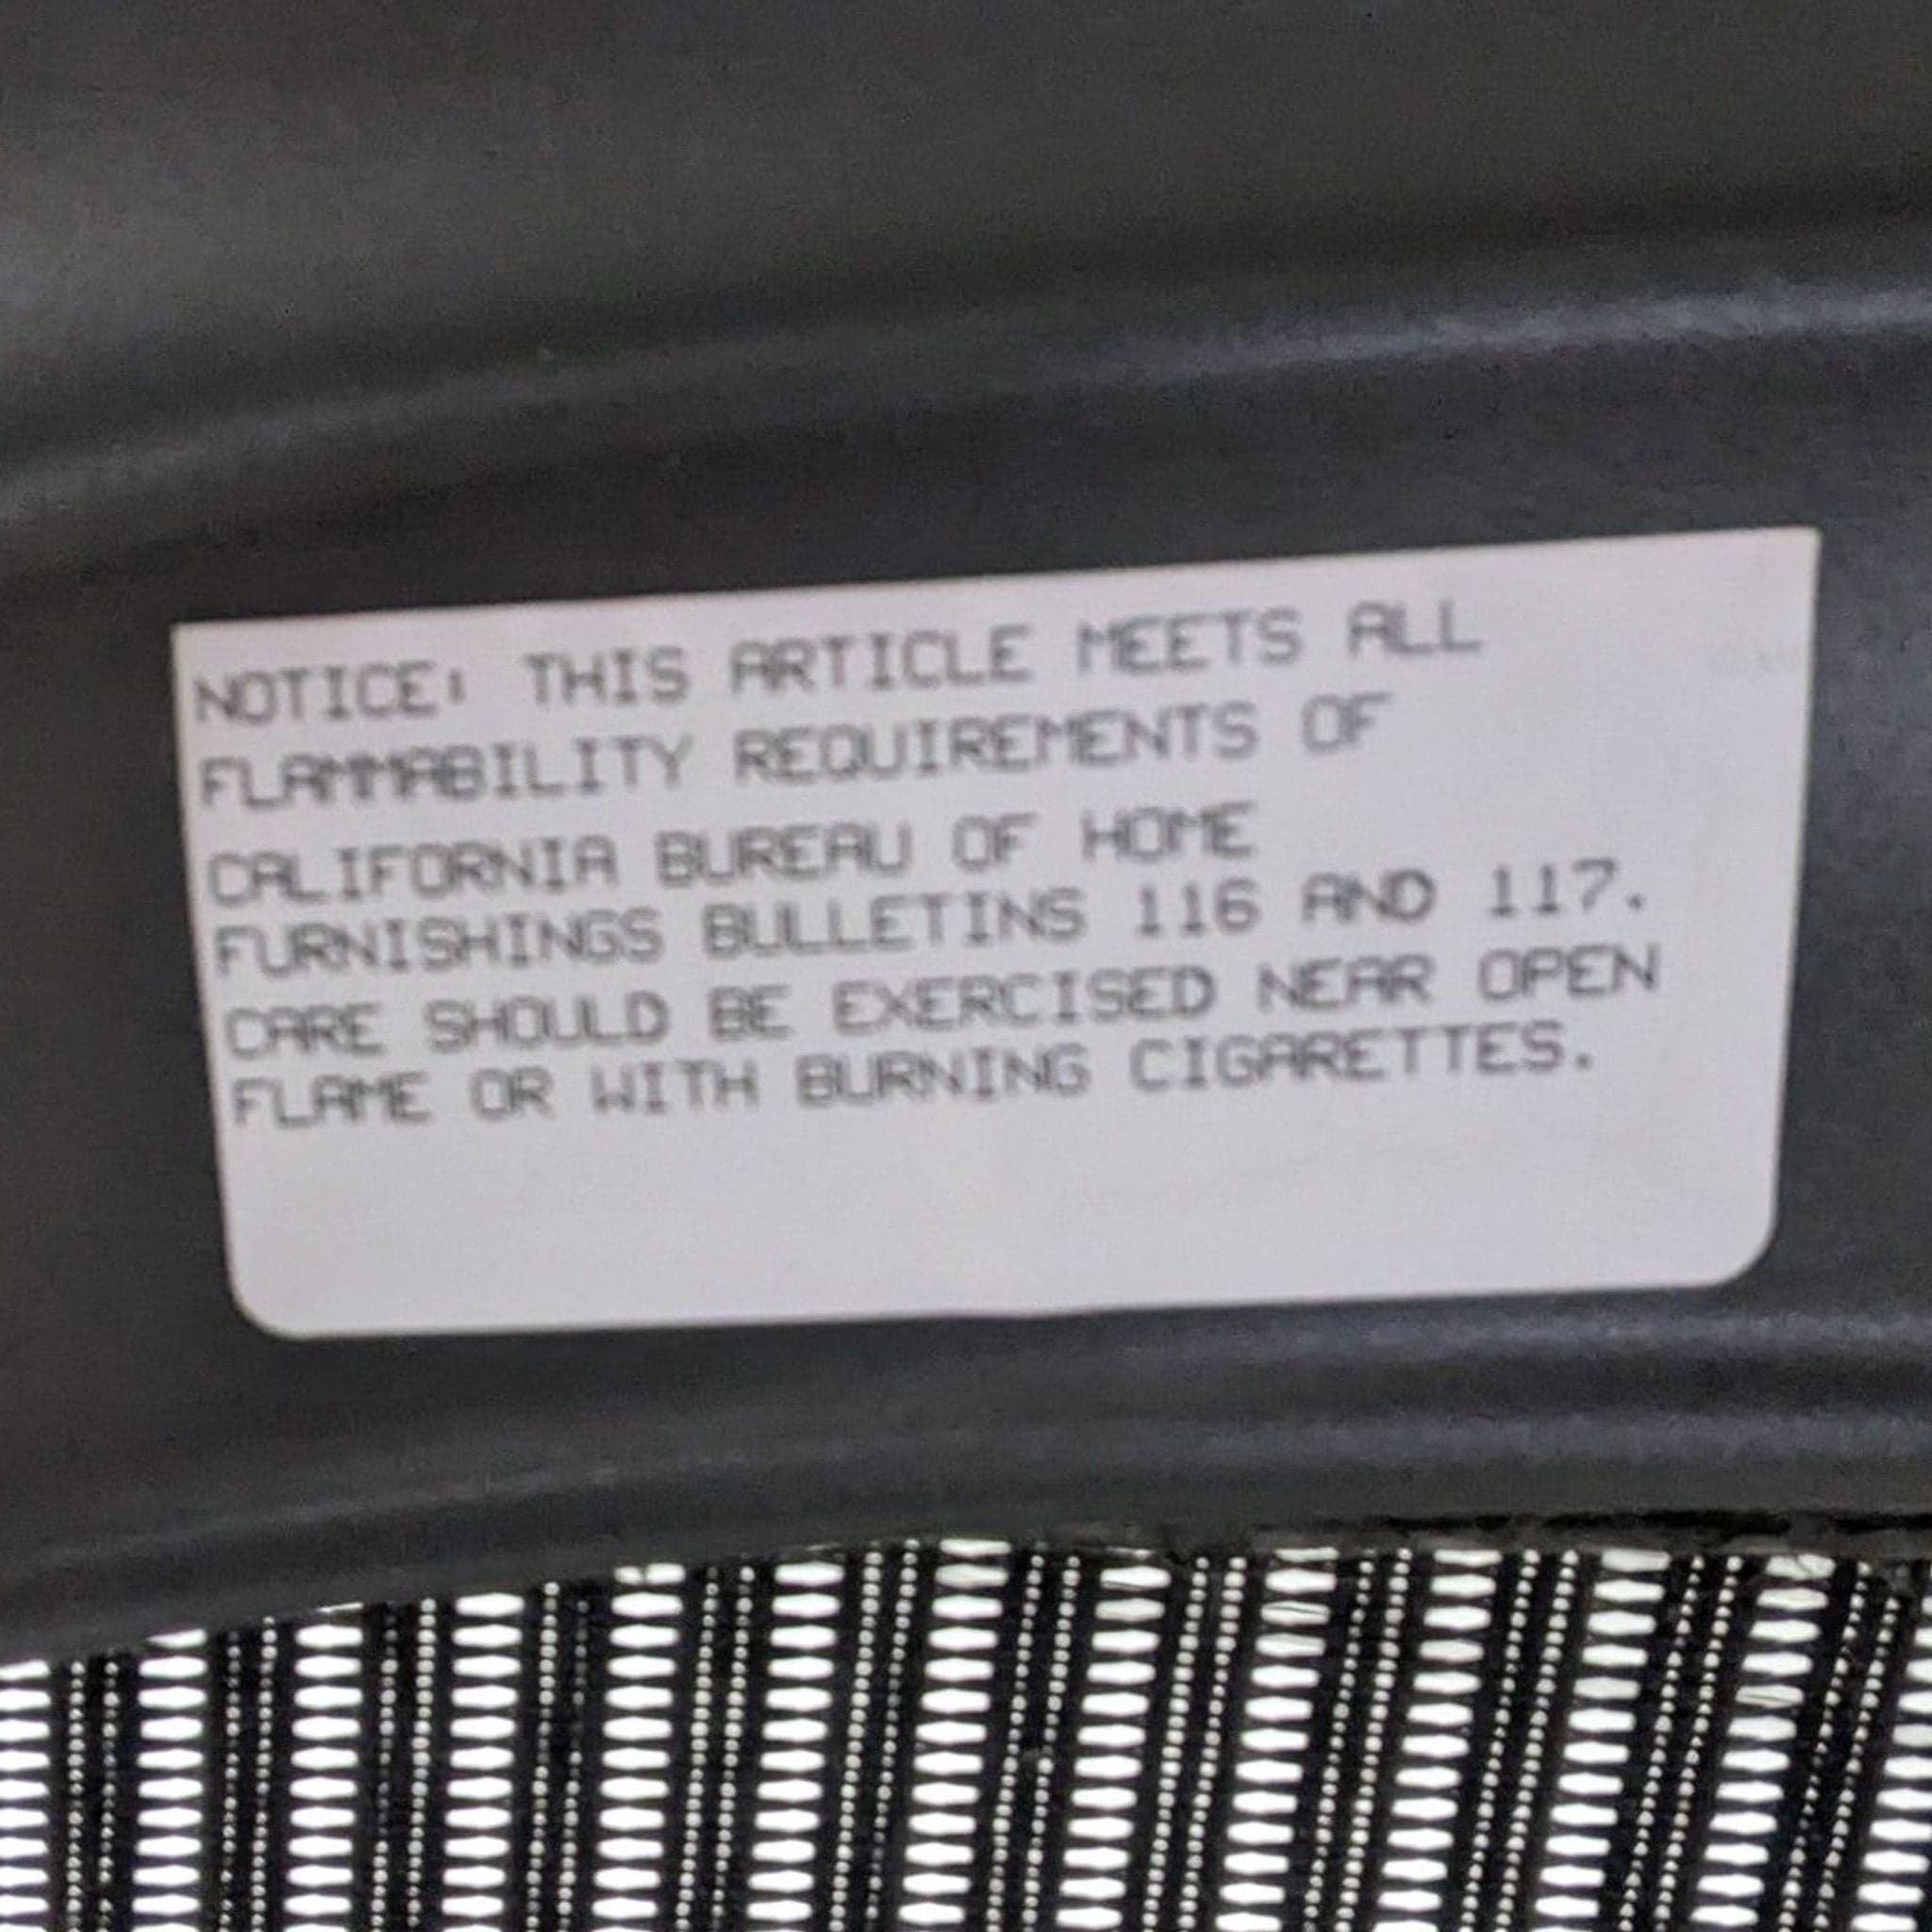 NOTICE: THIS ARTICLE MEETS ALL
FLAMMABILITY REQUIREMENTS OF
CALIFORNIA BUREAU OF HOME
FURNISHINGS BULLETINS 116 AND 117.
CARE SHOULD BE EXERCISED NEAR OPEN
FLAME OR WITH BURNING CIGARETTES.